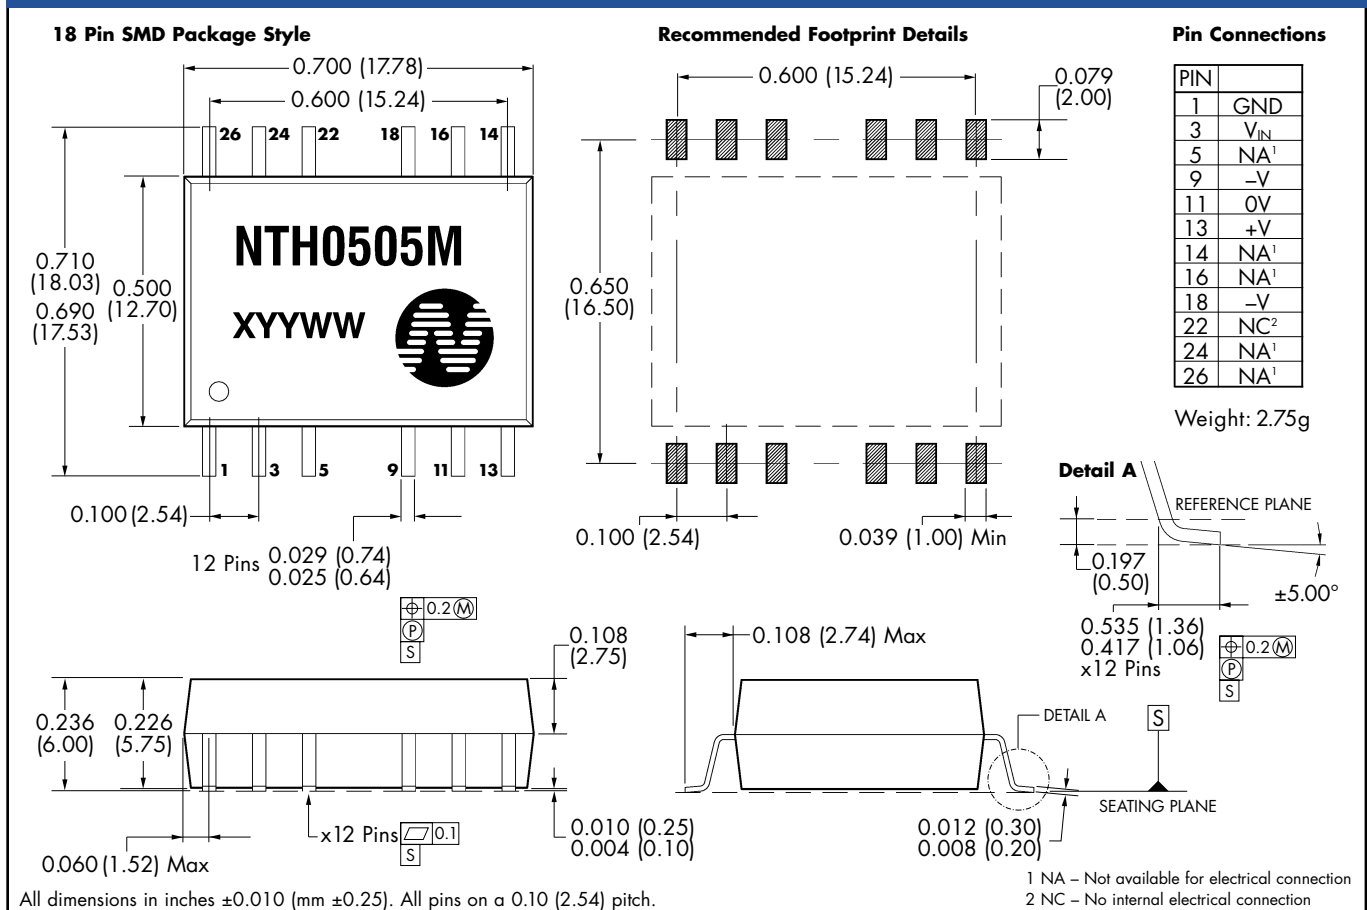 18 Pin SMD Package Style
0.700 (17.78)
0.600 (15.24)
26 24 22 18 16 14
0.710
(18.03)
0.690
(17.53)
0.500
(12.70)
NTH0505M
XYYWW
1 3 5 9 11 13
0.100 (2.54)
12 Pins
0.029 (0.74)
0.025 (0.64)
0.2 M
P
S
Recommended Footprint Details
0.600 (15.24)
0.079
(2.00)
0.650
(16.50)
0.100 (2.54)
0.039 (1.00) Min
Pin Connections
PIN
1 GND
3 VIN
5 NA¹
9 –V
11 0V
13 +V
14 NA¹
16 NA¹
18 –V
22 NC²
24 NA¹
26 NA¹
Weight: 2.75g
Detail A
REFERENCE PLANE
0.197
(0.50)
±5.00°
0.535 (1.36)
0.417 (1.06)
x12 Pins
0.2 M
P
S
0.108
(2.75)
0.236
(6.00)
0.226
(5.75)
x12 Pins
0.1
S
0.060 (1.52) Max
0.010 (0.25)
0.004 (0.10)
0.108 (2.74) Max
DETAIL A
S
SEATING PLANE
0.012 (0.30)
0.008 (0.20)
All dimensions in inches ±0.010 (mm ±0.25). All pins on a 0.10 (2.54) pitch.
1 NA – Not available for electrical connection
2 NC – No internal electrical connection